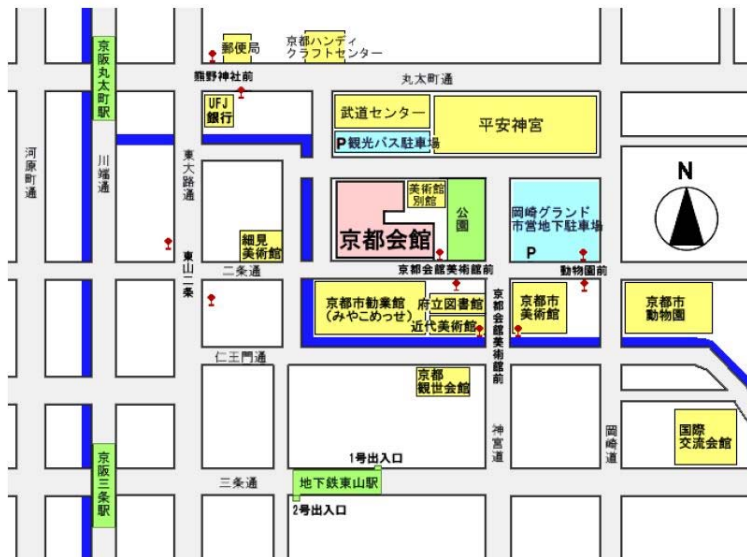 京阪丸太町駅
郵便局
京都ハンディ
クラフトセンター
熊野神社前
丸太町通
UFJ
銀行
武道センター
平安神宮
P観光バス駐車場
河原町通
川端通
東大路通
美術館
別館
公園
岡崎グランド
市営地下駐車場
P
N
京都会館
細見
美術館
東山二条
二条通
京都会館美術館前
動物園前
京都市勧業館
(みやこめっせ)
府立図書館
近代美術館
京都会館美術館前
京都市
美術館
京都市
動物園
仁王門通
京都
観世会館
神宮道
岡崎道
国際
交流会館
京阪三条駅
1号出入口
三条通
地下鉄東山駅
2号出入口